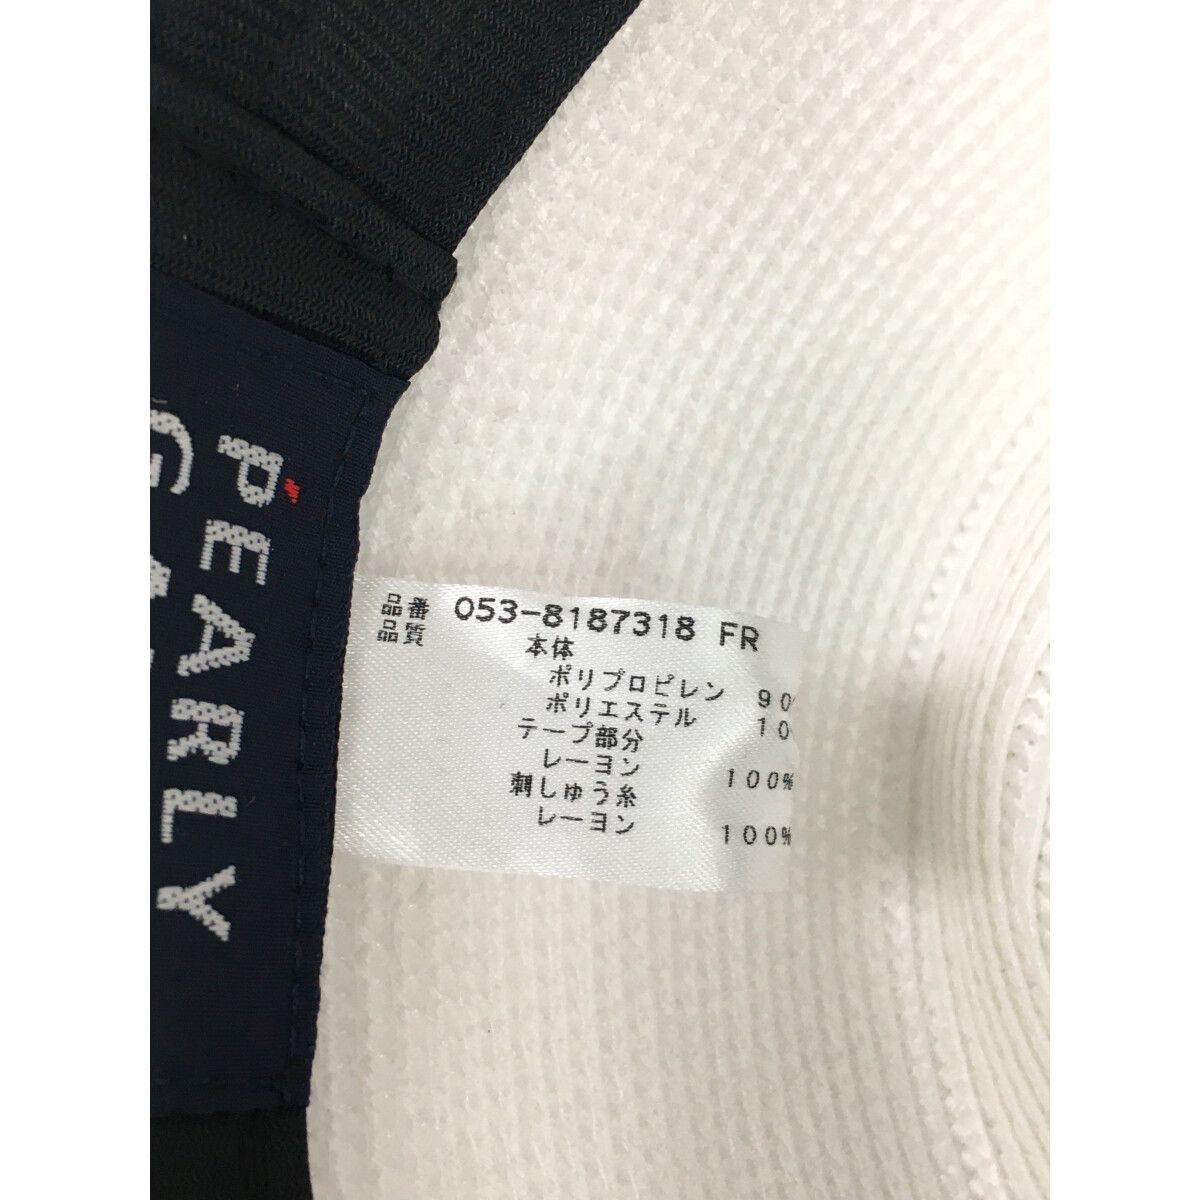 PEARLY
品番 053-8187318 FR
品質
本体
ポリプロピレン 90
ポリエステル 10
テープ部分
レーヨン 100%
刺しゅう糸
レーヨン 100%